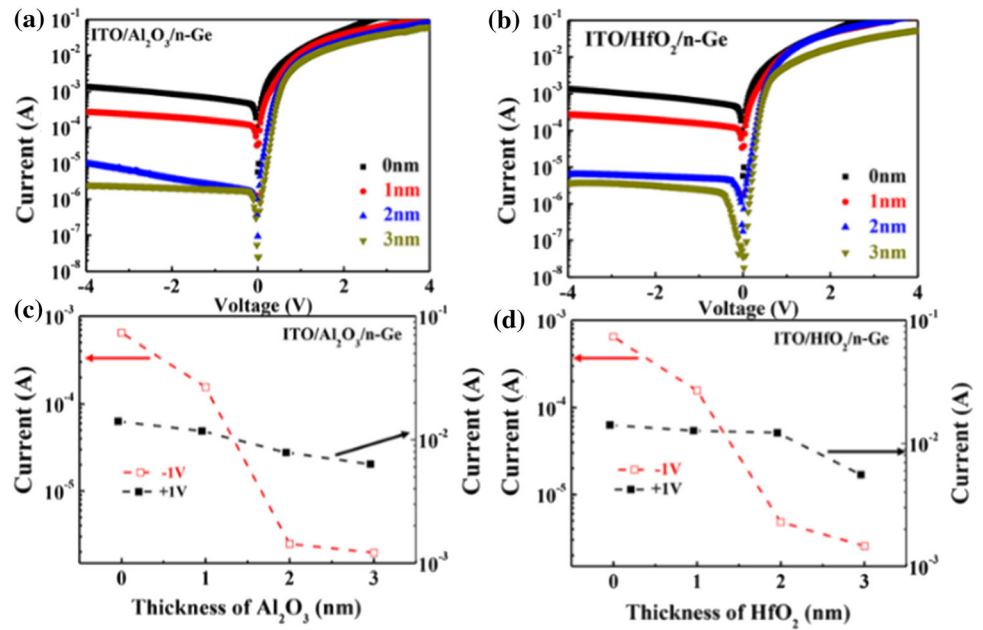 (a)
ITO/Al₂O₃/n-Ge
Current (A)
10⁻¹
10⁻²
10⁻³
10⁻⁴
10⁻⁵
10⁻⁶
10⁻⁷
10⁻⁸
0nm
1nm
2nm
3nm
-4 -2 0 2 4
Voltage (V)
(b)
ITO/HfO₂/n-Ge
Current (A)
10⁻¹
10⁻²
10⁻³
10⁻⁴
10⁻⁵
10⁻⁶
10⁻⁷
10⁻⁸
0nm
1nm
2nm
3nm
-4 -2 0 2 4
Voltage (V)
(c)
ITO/Al₂O₃/n-Ge
Current (A)
10⁻³
10⁻⁴
10⁻⁵
-1V
+1V
10⁻¹
10⁻²
10⁻³
Current (A)
0 1 2 3
Thickness of Al₂O₃ (nm)
(d)
ITO/HfO₂/n-Ge
Current (A)
10⁻³
10⁻⁴
10⁻⁵
-1V
+1V
10⁻¹
10⁻²
10⁻³
Current (A)
0 1 2 3
Thickness of HfO₂ (nm)